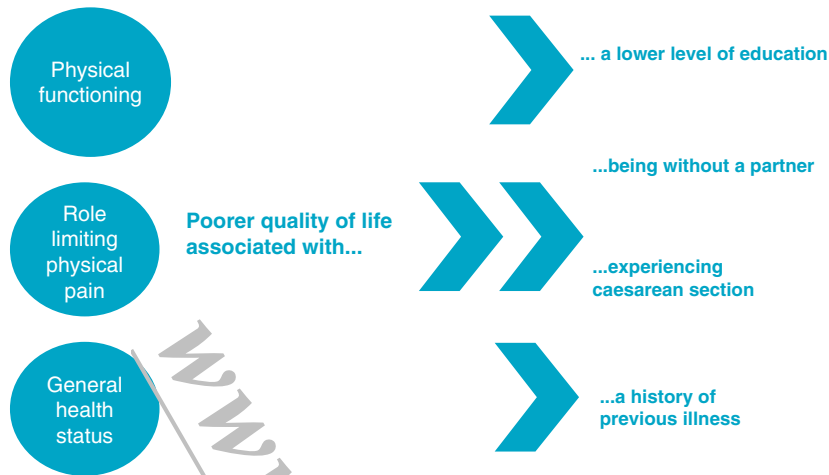 Physical
functioning
... a lower level of education
...being without a partner
Role
limiting
physical
pain
Poorer quality of life
associated with...
...experiencing
caesarean section
General
health
status
...a history of
previous illness
www